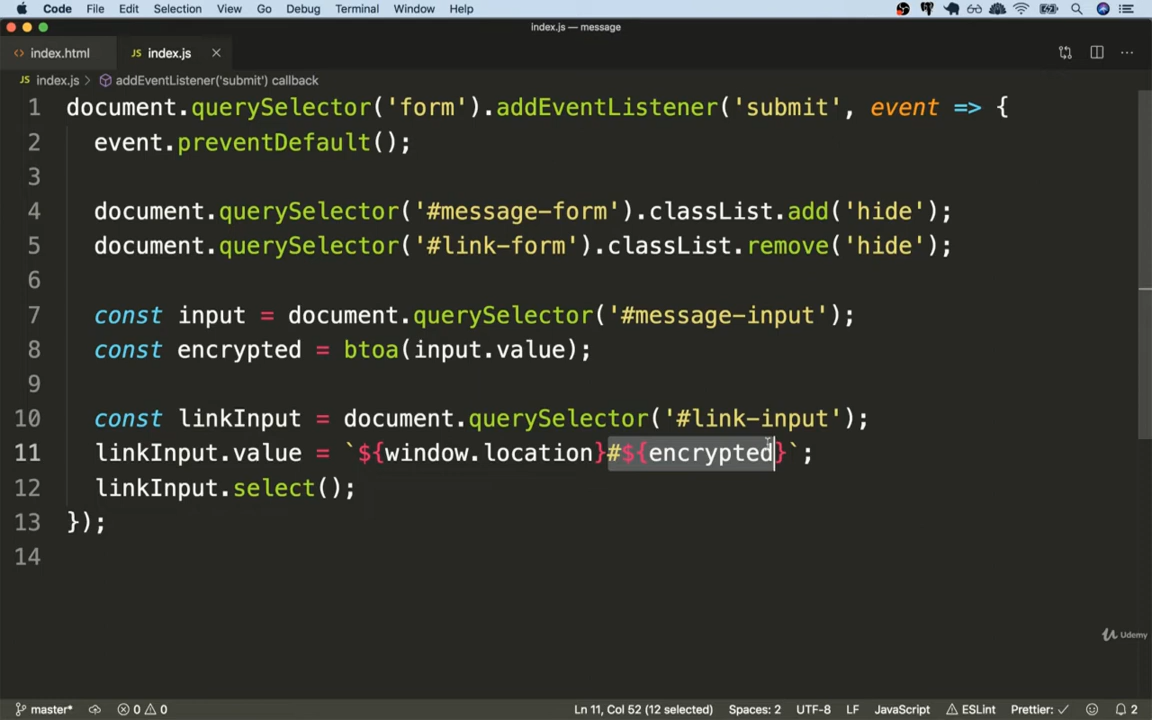 Code File Edit Selection View Go Debug Terminal Window Help
index.js — message
index.html JS index.js
JS index.js addEventListener('submit') callback
1 document.querySelector('form').addEventListener('submit', event => {
2 event.preventDefault();
3
4 document.querySelector('#message-form').classList.add('hide');
5 document.querySelector('#link-form').classList.remove('hide');
6
7 const input = document.querySelector('#message-input');
8 const encrypted = btoa(input.value);
9
10 const linkInput = document.querySelector('#link-input');
11 linkInput.value = `${window.location}#${encrypted}`;
12 linkInput.select();
13 });
14
Udemy
master* 0 0 Ln 11, Col 52 (12 selected) Spaces: 2 UTF-8 LF JavaScript ESLint Prettier: ✓ 2